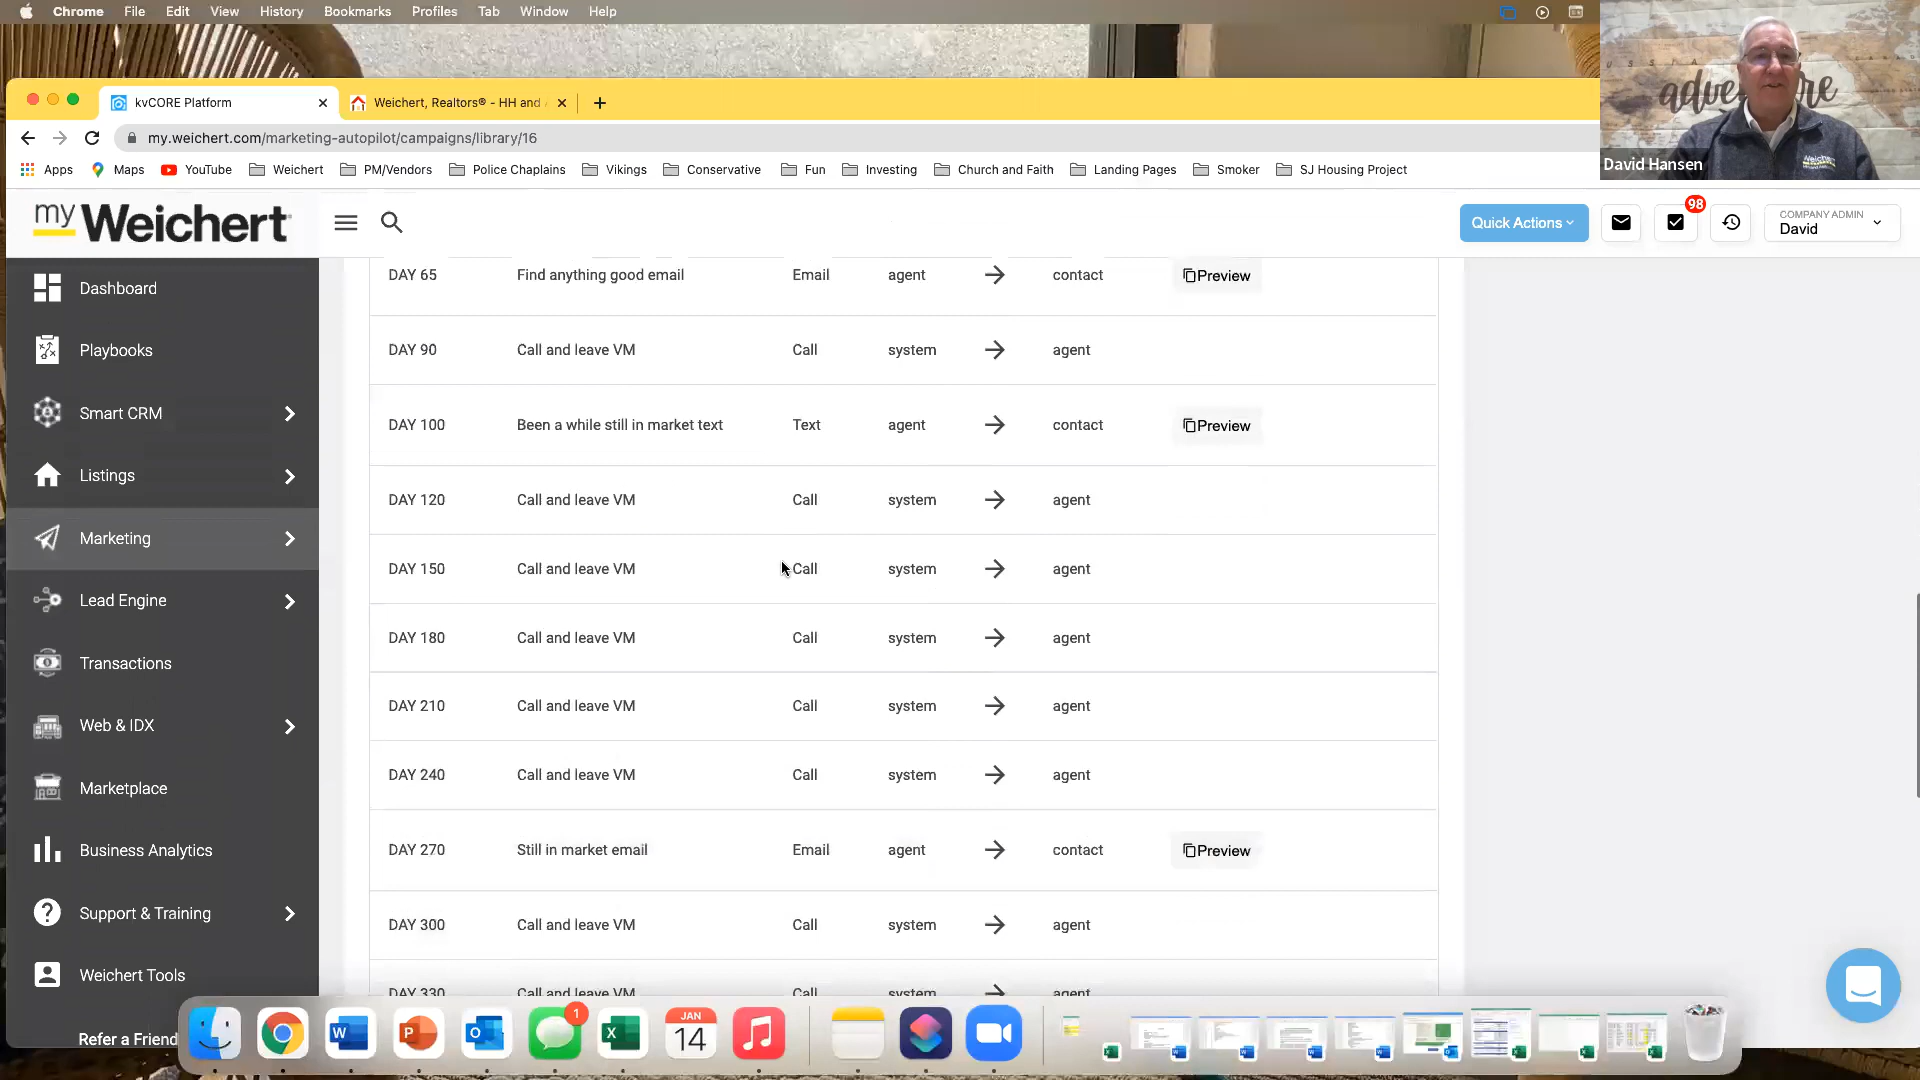 Chrome File Edit View History Bookmarks Profiles Tab Window Help
kvCORE Platform
Weichert, Realtors® - HH and
my.weichert.com/marketing-autopilot/campaigns/library/16
Apps Maps YouTube Weichert PM/Vendors Police Chaplains Vikings Conservative Fun Investing Church and Faith Landing Pages Smoker SJ Housing Project
David Hansen
my Weichert
Quick Actions
98
COMPANY ADMIN
David
Dashboard
Playbooks
Smart CRM
Listings
Marketing
Lead Engine
Transactions
Web & IDX
Marketplace
Business Analytics
Support & Training
Weichert Tools
Refer a Friend
DAY 65 Find anything good email Email agent → contact Preview
DAY 90 Call and leave VM Call system → agent
DAY 100 Been a while still in market text Text agent → contact Preview
DAY 120 Call and leave VM Call system → agent
DAY 150 Call and leave VM Call system → agent
DAY 180 Call and leave VM Call system → agent
DAY 210 Call and leave VM Call system → agent
DAY 240 Call and leave VM Call system → agent
DAY 270 Still in market email Email agent → contact Preview
DAY 300 Call and leave VM Call system → agent
DAY 330 Call and leave VM Call system → agent
1
JAN
14